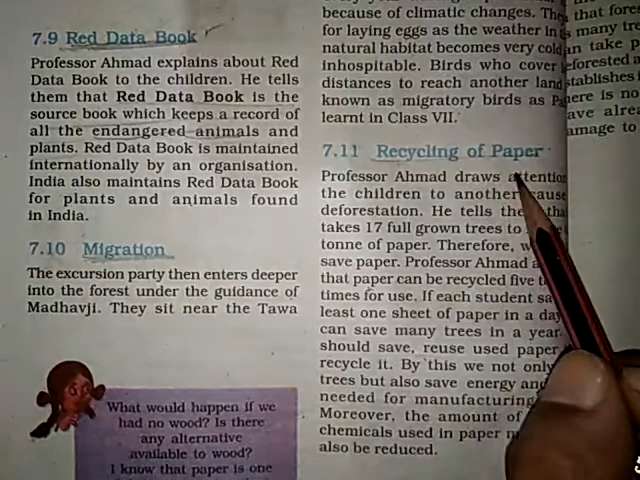 7.9 Red Data Book
Professor Ahmad explains about Red
Data Book to the children. He tells
them that Red Data Book is the
source book which keeps a record of
all the endangered animals and
plants. Red Data Book is maintained
internationally by an organisation.
India also maintains Red Data Book
for plants and animals found
in India.
7.10 Migration
The excursion party then enters deeper
into the forest under the guidance of
Madhavji. They sit near the Tawa
What would happen if we
had no wood? Is there
any alternative
available to wood?
I know that paper is one
because of climatic changes.
for laying eggs as the weather in
natural habitat becomes very cold
inhospitable. Birds who cover
distances to reach another land
known as migratory birds as
learnt in Class VII.
7.11 Recycling of Paper
Professor Ahmad draws attention
the children to another cause
deforestation. He tells
takes 17 full grown trees to
tonne of paper. Therefore,
save paper. Professor Ahmad
that paper can be recycled five
times for use. If each student
least one sheet of paper in a day
can save many trees in a year.
should save, reuse used paper
recycle it. By this we not only
trees but also save energy and
needed for manufacturing
Moreover, the amount of
chemicals used in paper
also be reduced.
that
many
take
no